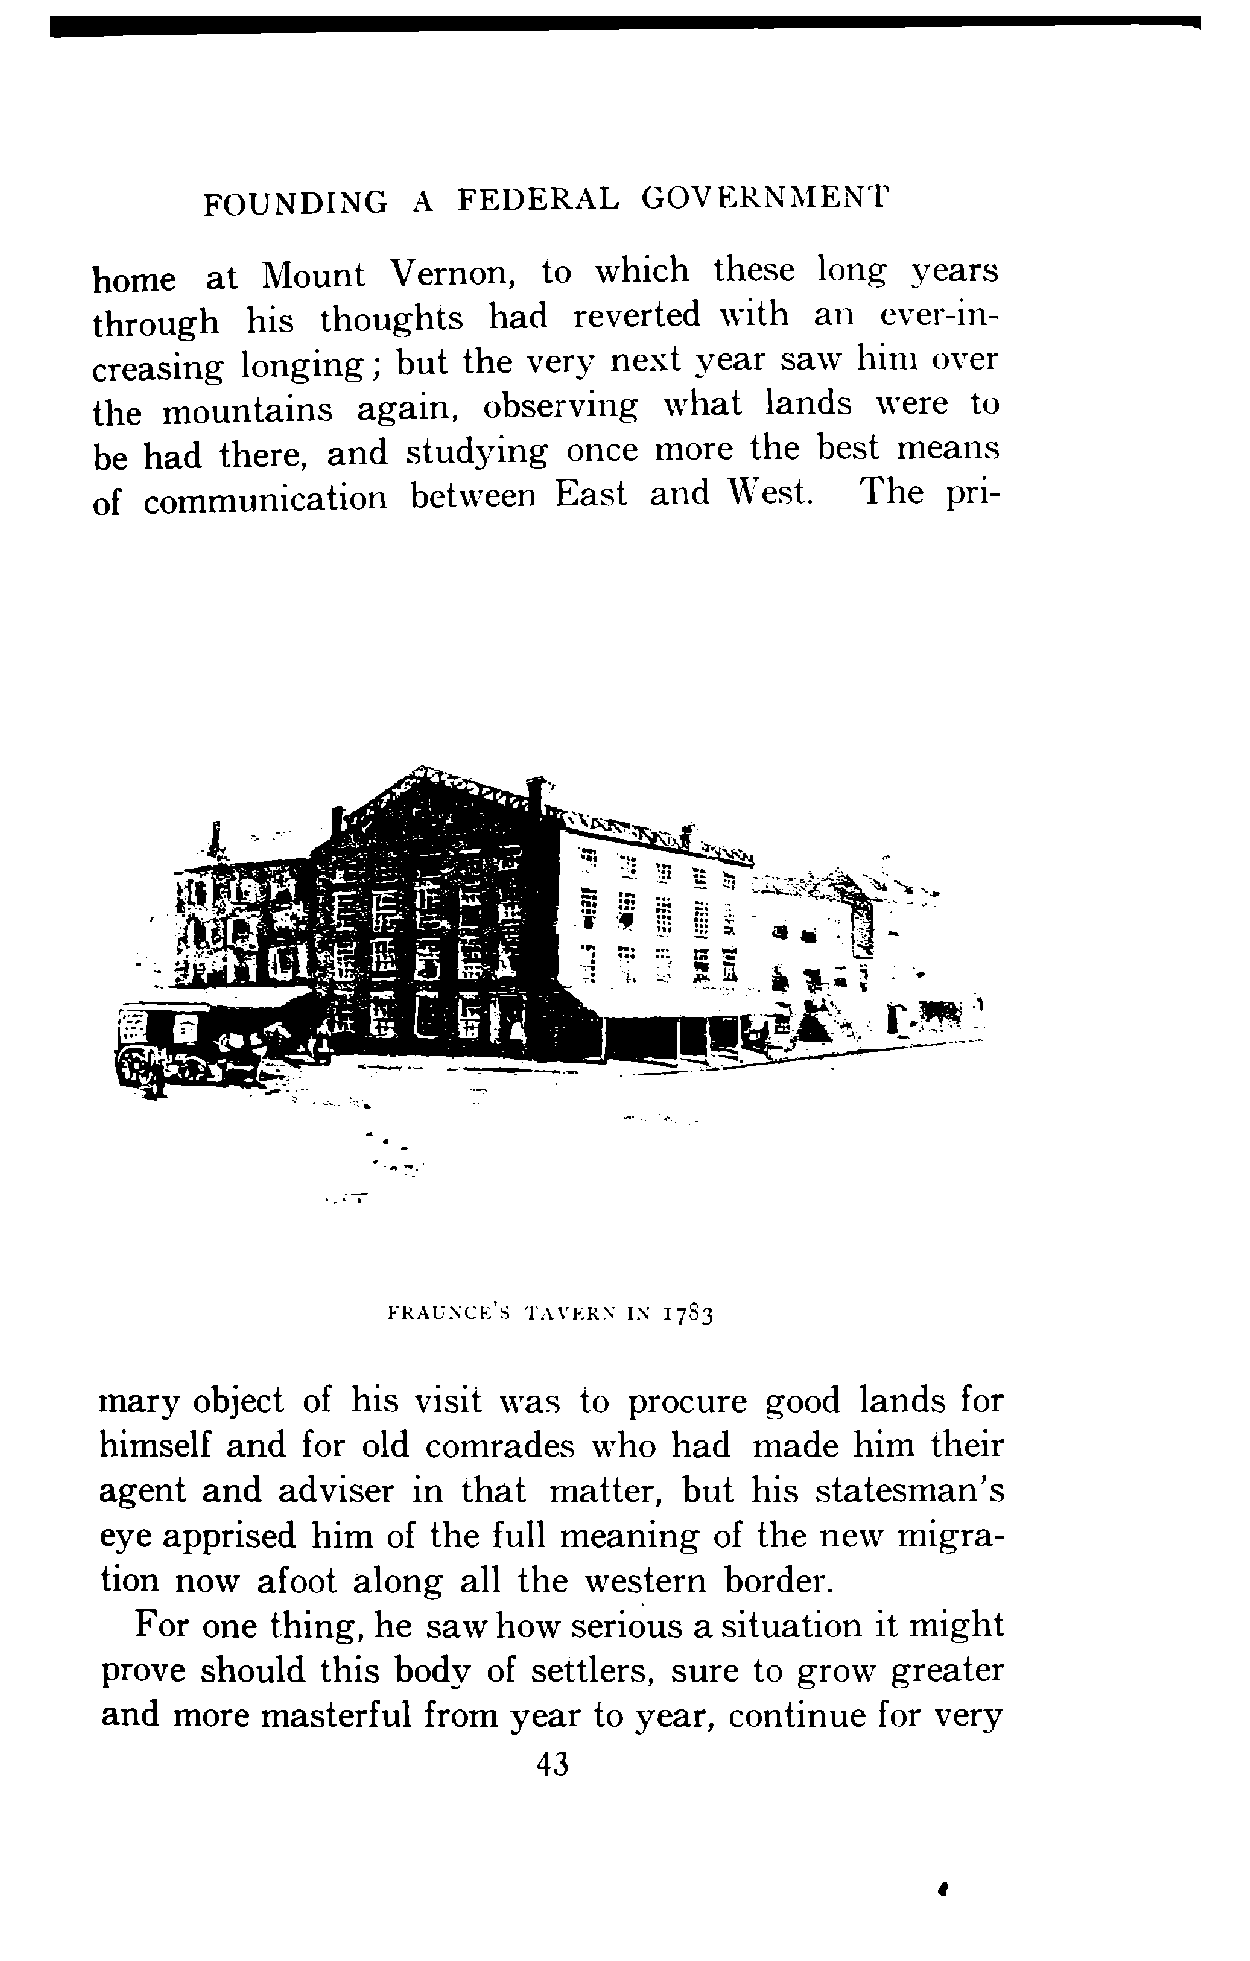 FOUNDING A FEDERAL GOVERNMENT
home at Mount Vernon, to which these long years
through his thoughts had reverted with an ever-in-
creasing longing; but the very next year saw him over
the mountains again, observing what lands were to
be had there, and studying once more the best means
of communication between East and West. The pri-
FRAUNCE'S TAVERN IN 1783
mary object of his visit was to procure good lands for
himself and for old comrades who had made him their
agent and adviser in that matter, but his statesman's
eye apprised him of the full meaning of the new migra-
tion now afoot along all the western border.
For one thing, he saw how serious a situation it might
prove should this body of settlers, sure to grow greater
and more masterful from year to year, continue for very
43